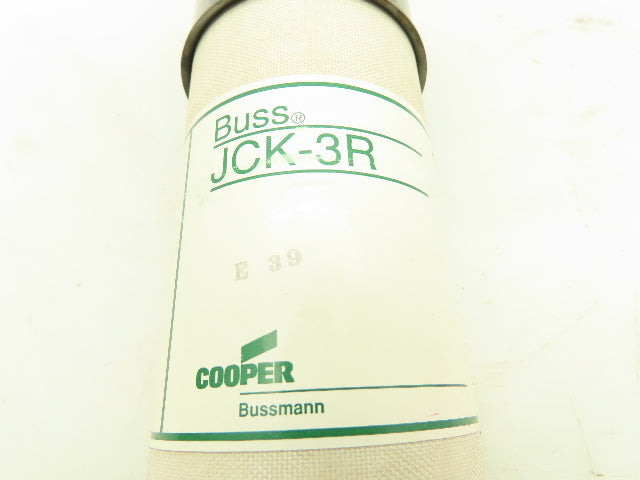 Buss®
JCK-3R
E 39
COOPER
Bussmann